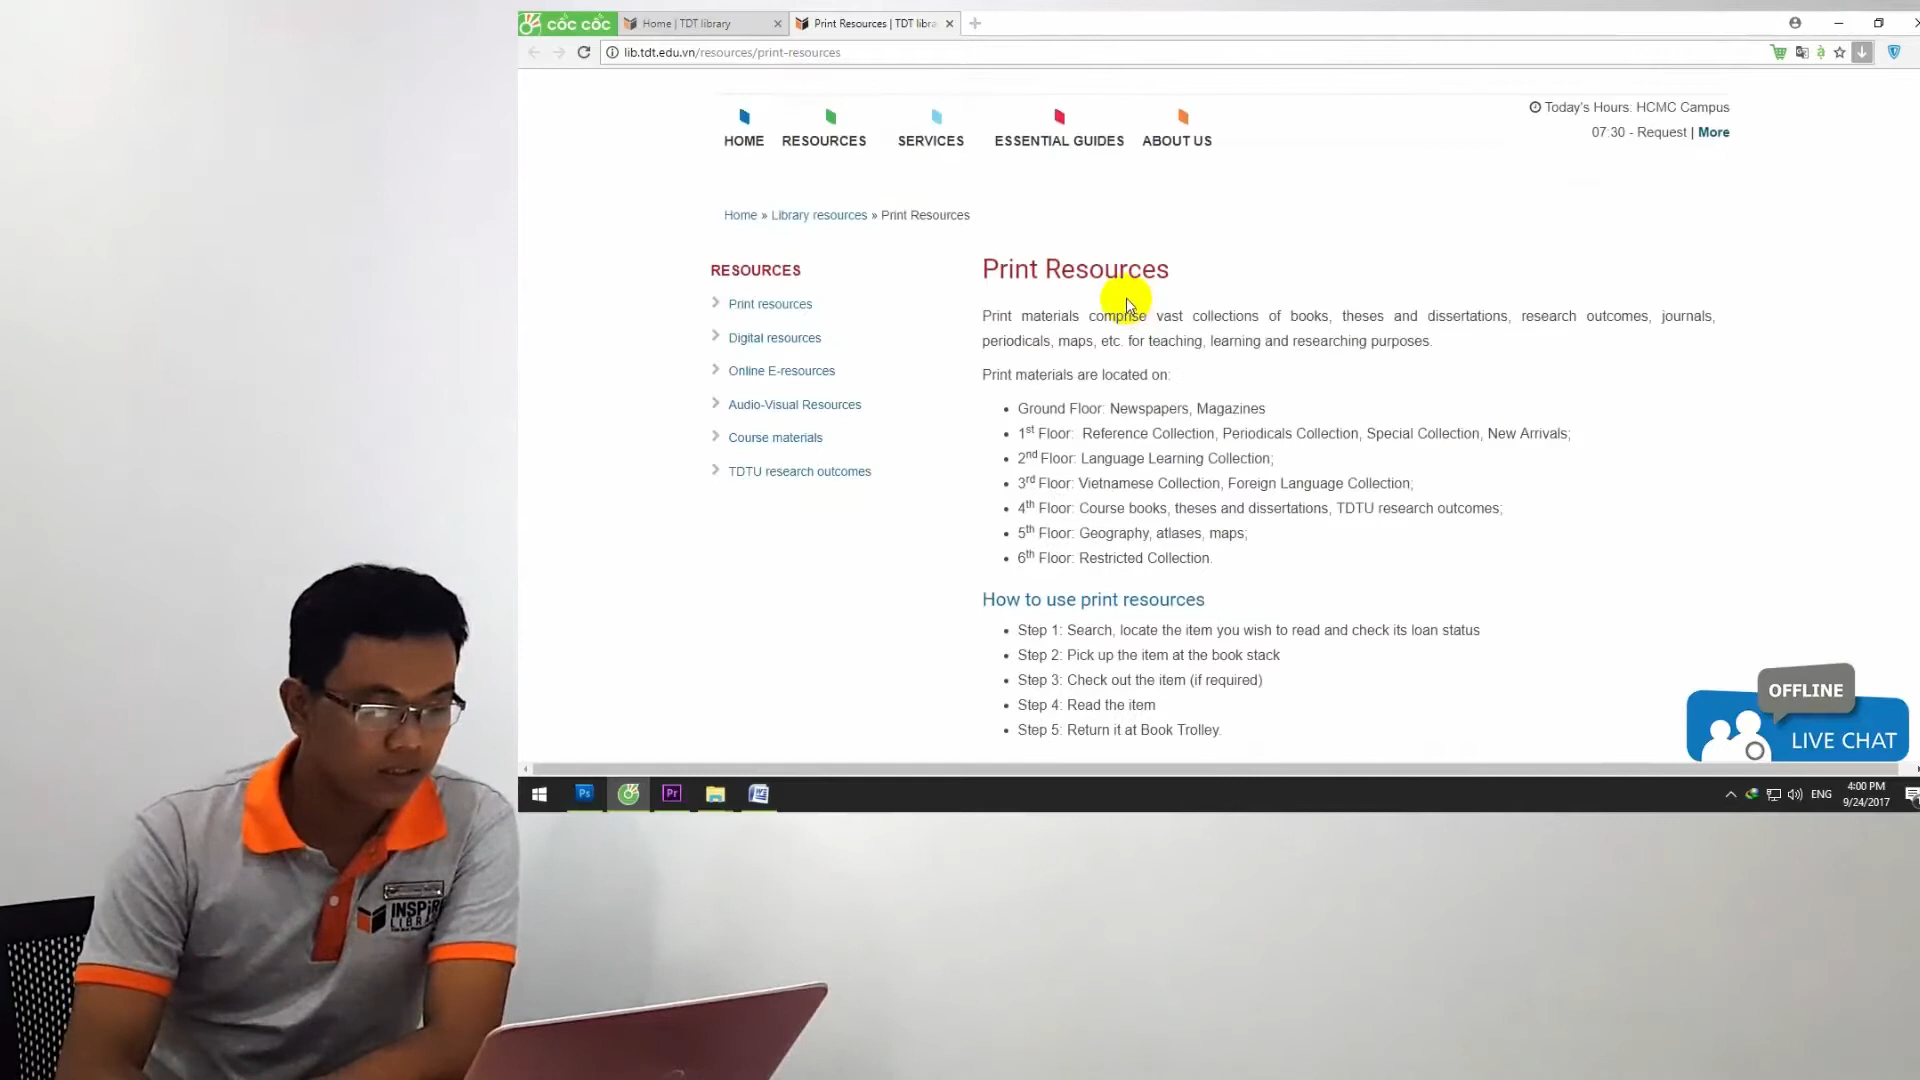 cốc cốc
Home | TDT library
Print Resources | TDT libra
lib.tdt.edu.vn/resources/print-resources
HOME
RESOURCES
SERVICES
ESSENTIAL GUIDES
ABOUT US
Today's Hours: HCMC Campus
07:30 - Request | More
Home » Library resources » Print Resources
RESOURCES
Print resources
Digital resources
Online E-resources
Audio-Visual Resources
Course materials
TDTU research outcomes
Print Resources
Print materials comprise vast collections of books, theses and dissertations, research outcomes, journals,
periodicals, maps, etc. for teaching, learning and researching purposes.
Print materials are located on:
Ground Floor: Newspapers, Magazines
1st Floor: Reference Collection, Periodicals Collection, Special Collection, New Arrivals;
2nd Floor: Language Learning Collection;
3rd Floor: Vietnamese Collection, Foreign Language Collection;
4th Floor: Course books, theses and dissertations, TDTU research outcomes;
5th Floor: Geography, atlases, maps;
6th Floor: Restricted Collection.
How to use print resources
Step 1: Search, locate the item you wish to read and check its loan status
Step 2: Pick up the item at the book stack
Step 3: Check out the item (if required)
Step 4: Read the item
Step 5: Return it at Book Trolley.
OFFLINE
LIVE CHAT
Ps
Pr
ENG
4:00 PM
9/24/2017
INSPiR
LIBRA